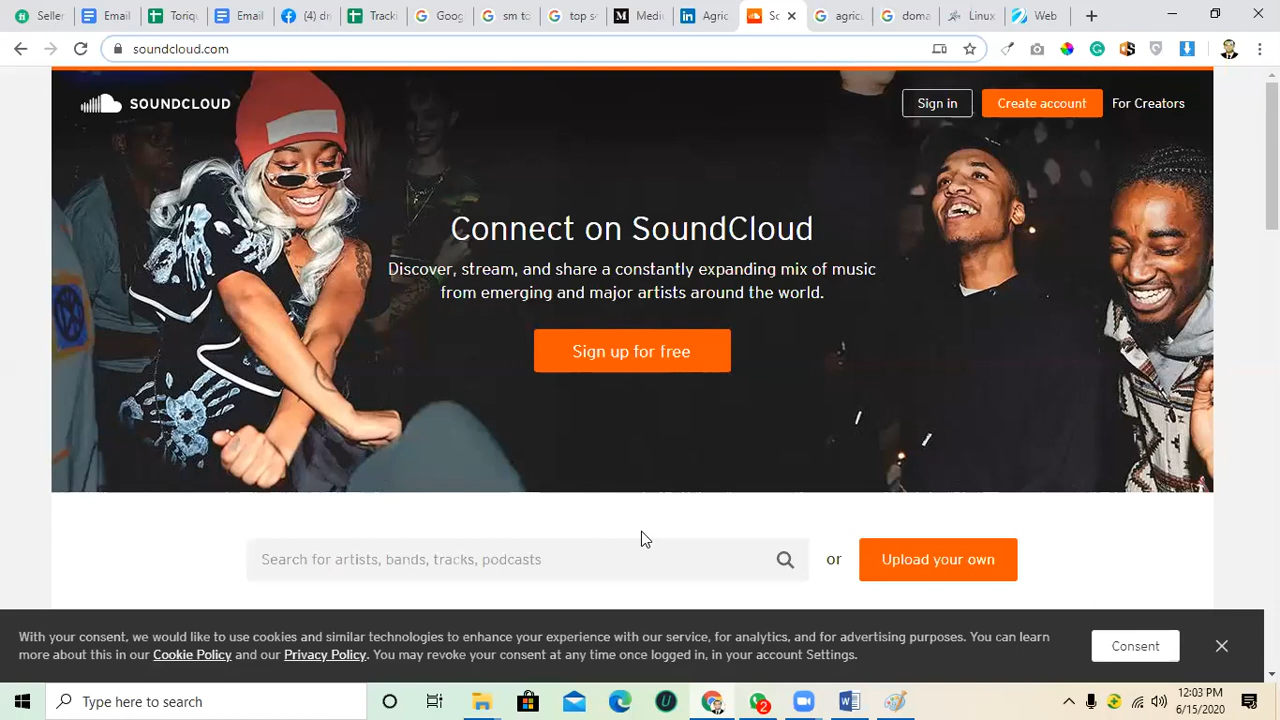 Selle
Email
Toriq
Email
(4) dr
Tracki
Goog
sm to
top s
Medi
Agric
So
agric
doma
Linux
Web
soundcloud.com
SOUNDCLOUD
Sign in
Create account
For Creators
Connect on SoundCloud
Discover, stream, and share a constantly expanding mix of music
from emerging and major artists around the world.
Sign up for free
Search for artists, bands, tracks, podcasts
or
Upload your own
With your consent, we would like to use cookies and similar technologies to enhance your experience with our service, for analytics, and for advertising purposes. You can learn
more about this in our Cookie Policy and our Privacy Policy. You may revoke your consent at any time once logged in, in your account Settings.
Consent
Type here to search
2
12:03 PM
6/15/2020